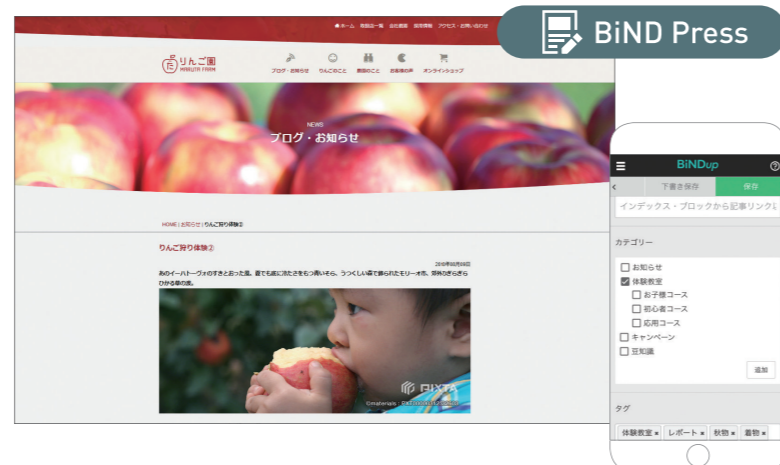 BiND Press
ホーム 取扱店一覧 会社概要 採用情報 アクセス・お問い合わせ
りんご園
MARUTA FARM
ブログ・お知らせ りんごのこと 農園のこと お客様の声 オンラインショップ
NEWS
ブログ・お知らせ
HOME | お知らせ | りんご狩り体験②
りんご狩り体験②
あのイーハトーヴォのすきとおった風、夏でも底に冷たさをもつ青いそら、うつくしい森で飾られたモリーオ市、郊外のぎらぎら
ひかる草の波。
PIXTA
BiNDup
下書き保存 保存
インデックス・ブロックから記事リンク
カテゴリー
お知らせ
体験教室
お子様コース
初心者コース
応用コース
キャンペーン
豆知識
追加
タグ
体験教室 × レポート × 秋物 × 着物 ×